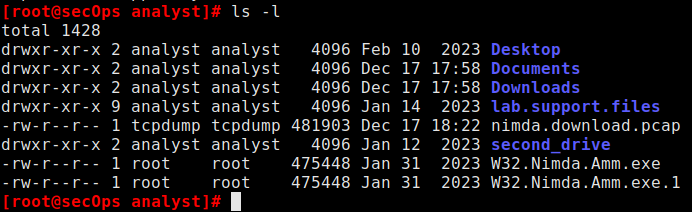 [root@secOps analyst]# ls -l
total 1428
drwxr-xr-x 2 analyst analyst   4096 Feb 10  2023 Desktop
drwxr-xr-x 2 analyst analyst   4096 Dec 17 17:58 Documents
drwxr-xr-x 2 analyst analyst   4096 Dec 17 17:58 Downloads
drwxr-xr-x 9 analyst analyst   4096 Jan 14  2023 lab.support.files
-rw-r--r-- 1 tcpdump tcpdump 481903 Dec 17 18:22 nimda.download.pcap
drwxr-xr-x 2 analyst analyst   4096 Jan 12  2023 second_drive
-rw-r--r-- 1 root    root    475448 Jan 31  2023 W32.Nimda.Amm.exe
-rw-r--r-- 1 root    root    475448 Jan 31  2023 W32.Nimda.Amm.exe.1
[root@secOps analyst]#